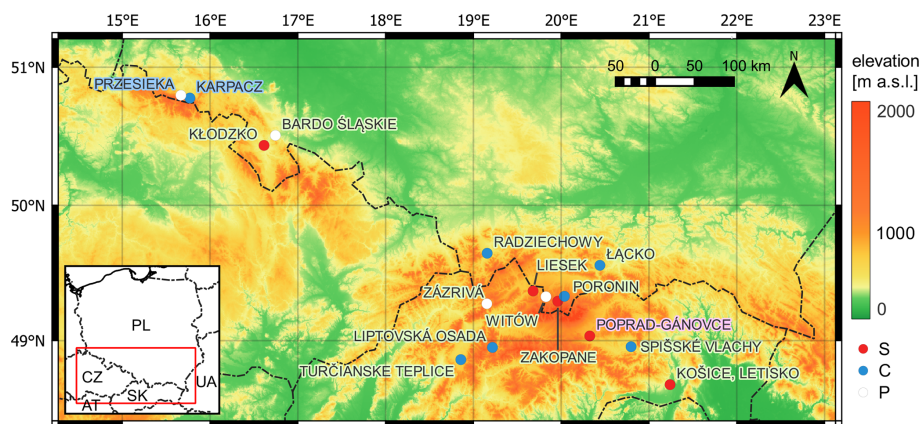 15°E 16°E 17°E 18°E 19°E 20°E 21°E 22°E 23°E
51°N
50°N
49°N
50 0 50 100 km
N
elevation
[m a.s.l.]
2000
1000
0
S
C
P
PRZESIEKA
KARPACZ
KŁODZKO
BARDO ŚLĄSKIE
RADZIECHOWY
ŁĄCKO
LIESEK
ZÁZRIVÁ
PORONIN
WITÓW
POPRAD-GÁNOVCE
LIPTOVSKÁ OSADA
SPIŠSKÉ VLACHY
ZAKOPANE
TURČIANSKE TEPLICE
KOŠICE, LETISKO
PL
CZ
UA
SK
AT